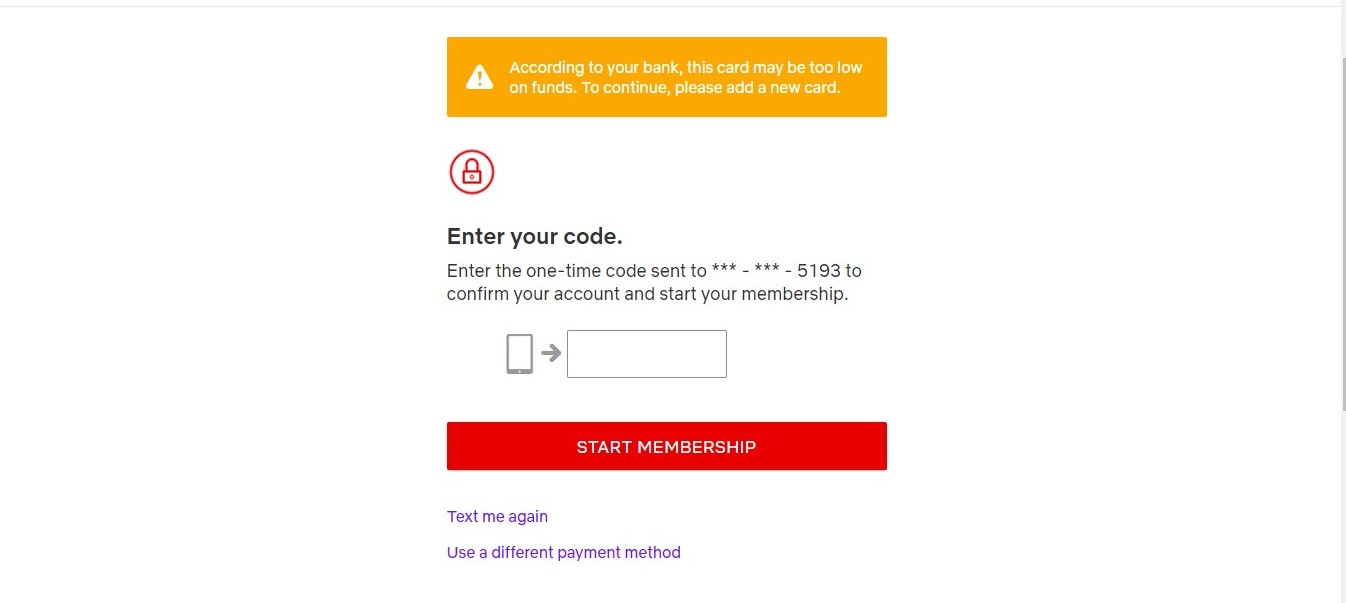 According to your bank, this card may be too low
on funds. To continue, please add a new card.
Enter your code.
Enter the one-time code sent to *** - *** - 5193 to
confirm your account and start your membership.
START MEMBERSHIP
Text me again
Use a different payment method